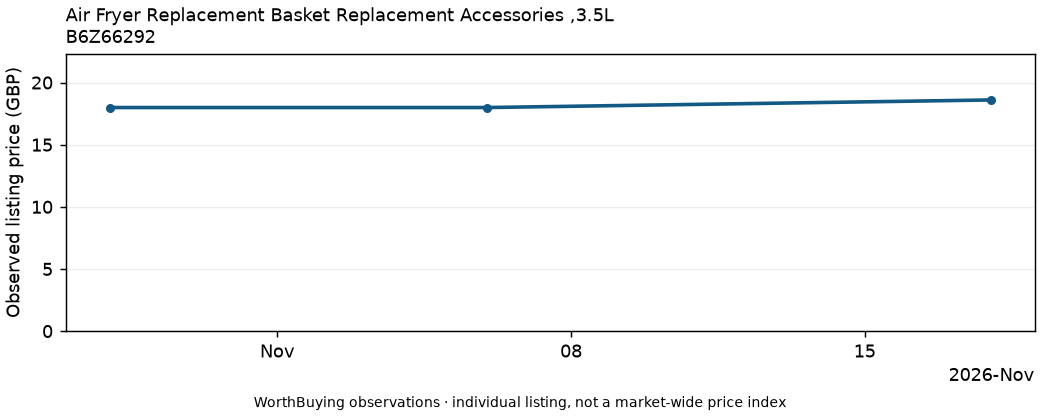 Air Fryer Replacement Basket Replacement Accessories ,3.5L
B6Z66292
Observed listing price (GBP)
20
15
10
5
0
Nov
08
15
2026-Nov
WorthBuying observations · individual listing, not a market-wide price index